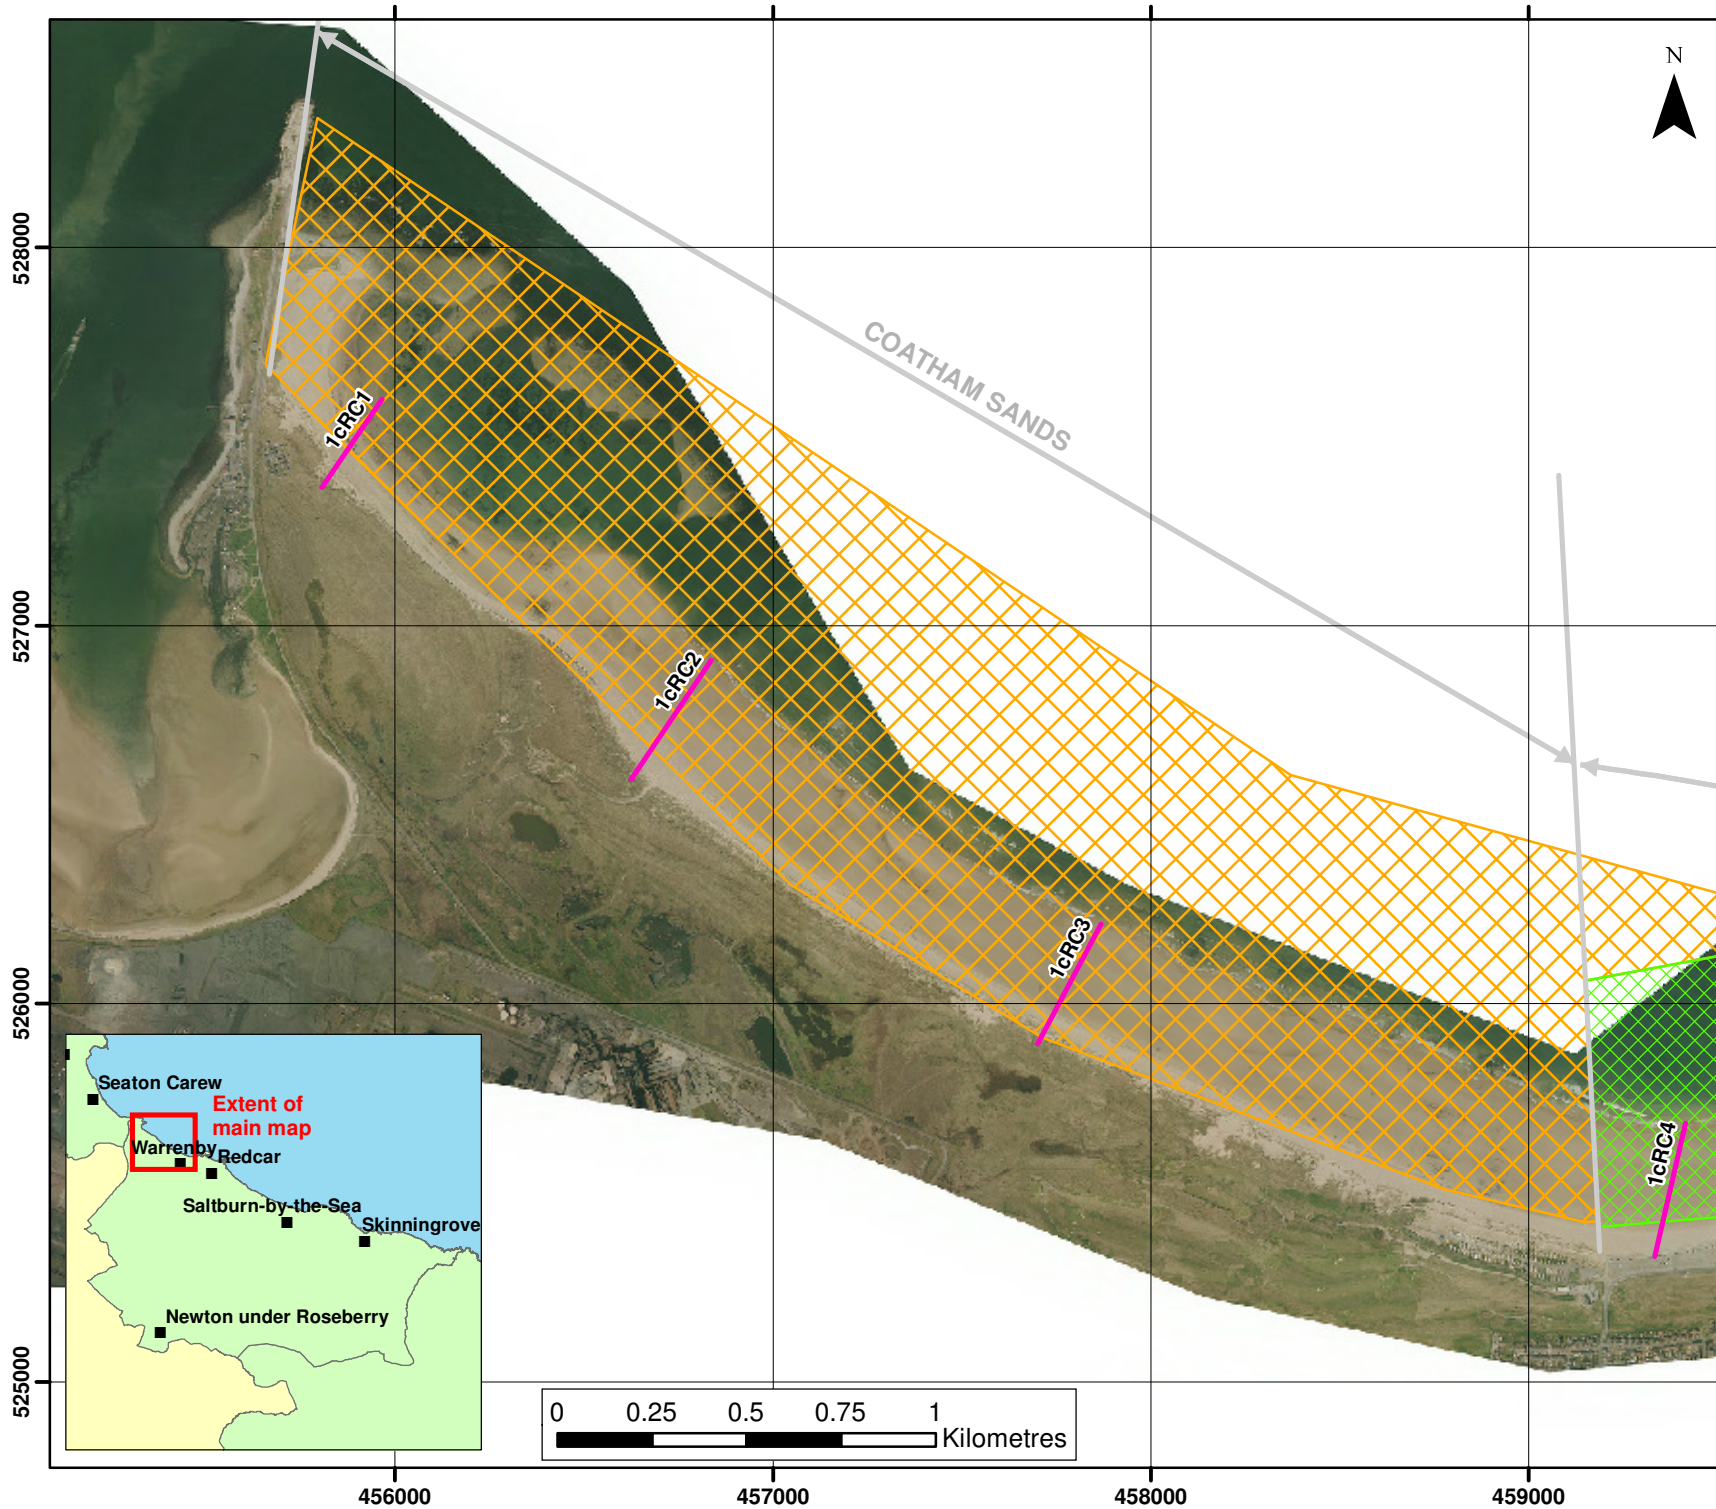 N
COATHAM SANDS
528000
1cRC1
527000
1cRC2
1cRC3
526000
1cRC4
Seaton Carew
Extent of
main map
Warrenby
Redcar
Saltburn-by-the-Sea
Skinningrove
Newton under Roseberry
525000
0 0.25 0.5 0.75 1
Kilometres
456000 457000 458000 459000